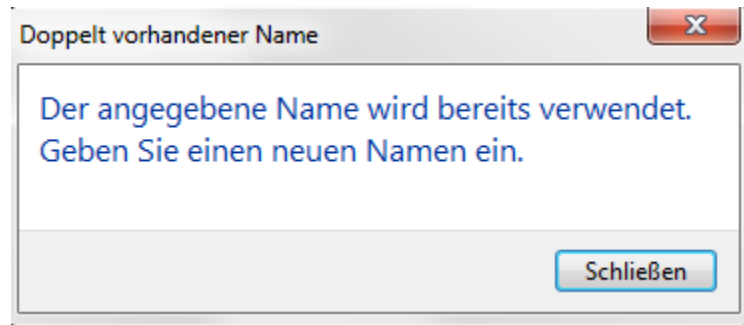 Doppelt vorhandener Name
Der angegebene Name wird bereits verwendet.
Geben Sie einen neuen Namen ein.
Schließen